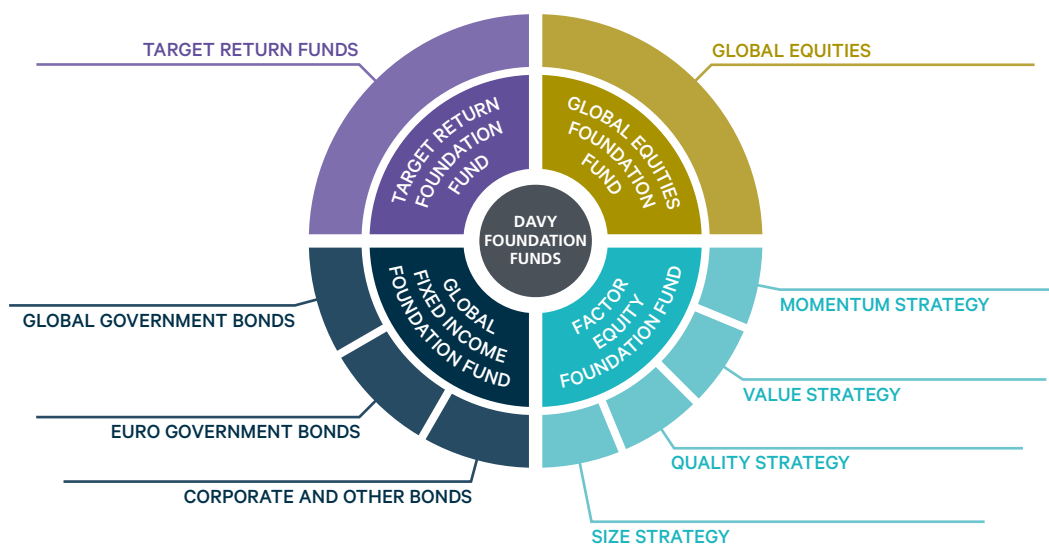 TARGET RETURN FUNDS
GLOBAL EQUITIES
TARGET RETURN
FOUNDATION
FUND
GLOBAL EQUITIES
FOUNDATION
FUND
DAVY
FOUNDATION
FUNDS
GLOBAL
FIXED INCOME
FOUNDATION FUND
FACTOR
EQUITY
FOUNDATION FUND
GLOBAL GOVERNMENT BONDS
EURO GOVERNMENT BONDS
CORPORATE AND OTHER BONDS
MOMENTUM STRATEGY
VALUE STRATEGY
QUALITY STRATEGY
SIZE STRATEGY